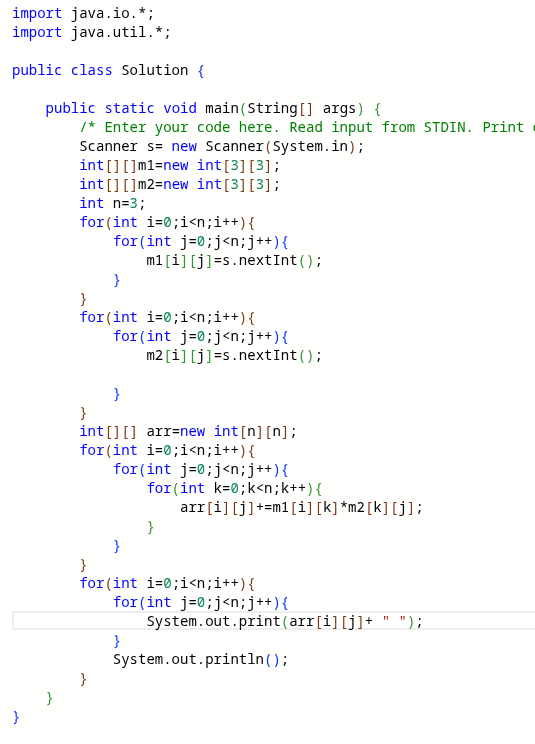 import java.io.*;
import java.util.*;
public class Solution {
public static void main(String[] args) {
/* Enter your code here. Read input from STDIN. Print
Scanner s= new Scanner(System.in);
int[][]m1=new int[3][3];
int[][]m2=new int[3][3];
int n=3;
for(int i=0;i<n;i++){
for(int j=0;j<n;j++){
m1[i][j]=s.nextInt();
}
}
for(int i=0;i<n;i++){
for(int j=0;j<n;j++){
m2[i][j]=s.nextInt();
}
}
int[][] arr=new int[n][n];
for(int i=0;i<n;i++){
for(int j=0;j<n;j++){
for(int k=0;k<n;k++){
arr[i][j]+=m1[i][k]*m2[k][j];
}
}
}
for(int i=0;i<n;i++){
for(int j=0;j<n;j++){
System.out.print(arr[i][j]+ " ");
}
System.out.println();
}
}
}